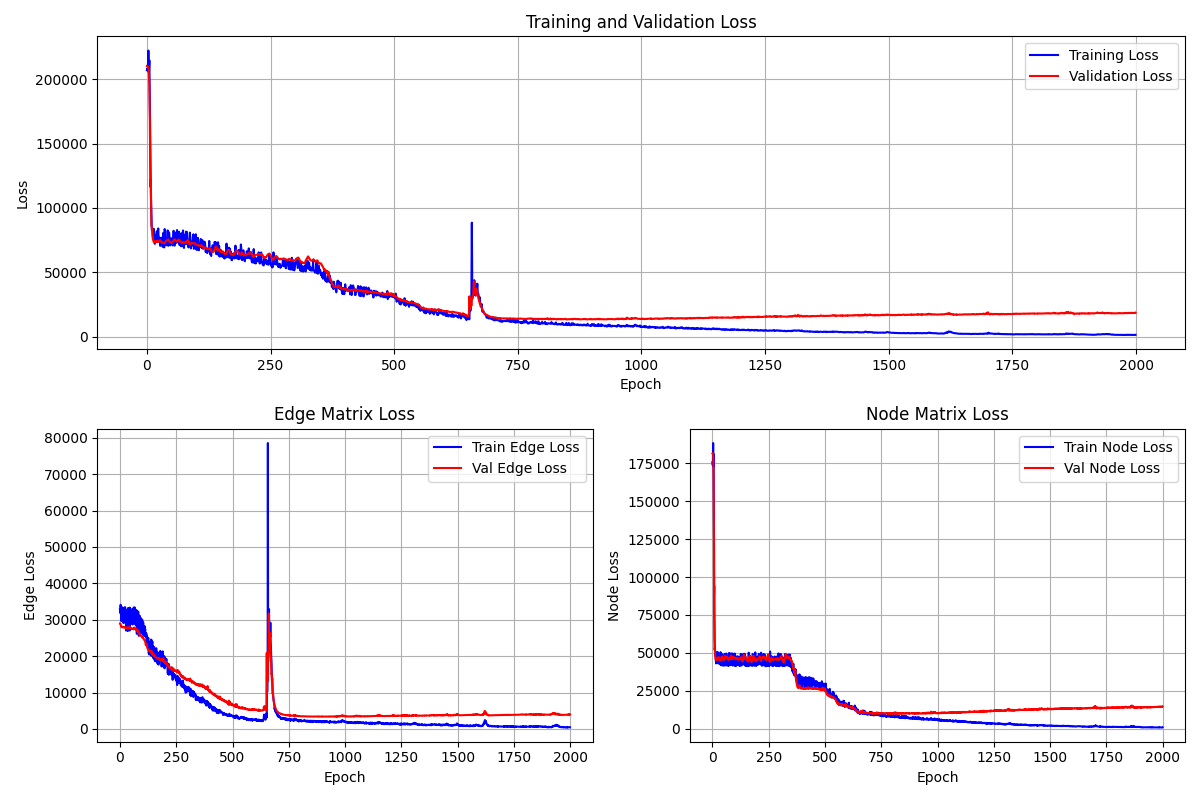 Training and Validation Loss
Training Loss
Validation Loss
200000
150000
100000
50000
0
Loss
0 250 500 750 1000 1250 1500 1750 2000
Epoch
Edge Matrix Loss
Train Edge Loss
Val Edge Loss
80000
70000
60000
50000
40000
30000
20000
10000
0
Edge Loss
0 250 500 750 1000 1250 1500 1750 2000
Epoch
Node Matrix Loss
Train Node Loss
Val Node Loss
175000
150000
125000
100000
75000
50000
25000
0
Node Loss
0 250 500 750 1000 1250 1500 1750 2000
Epoch